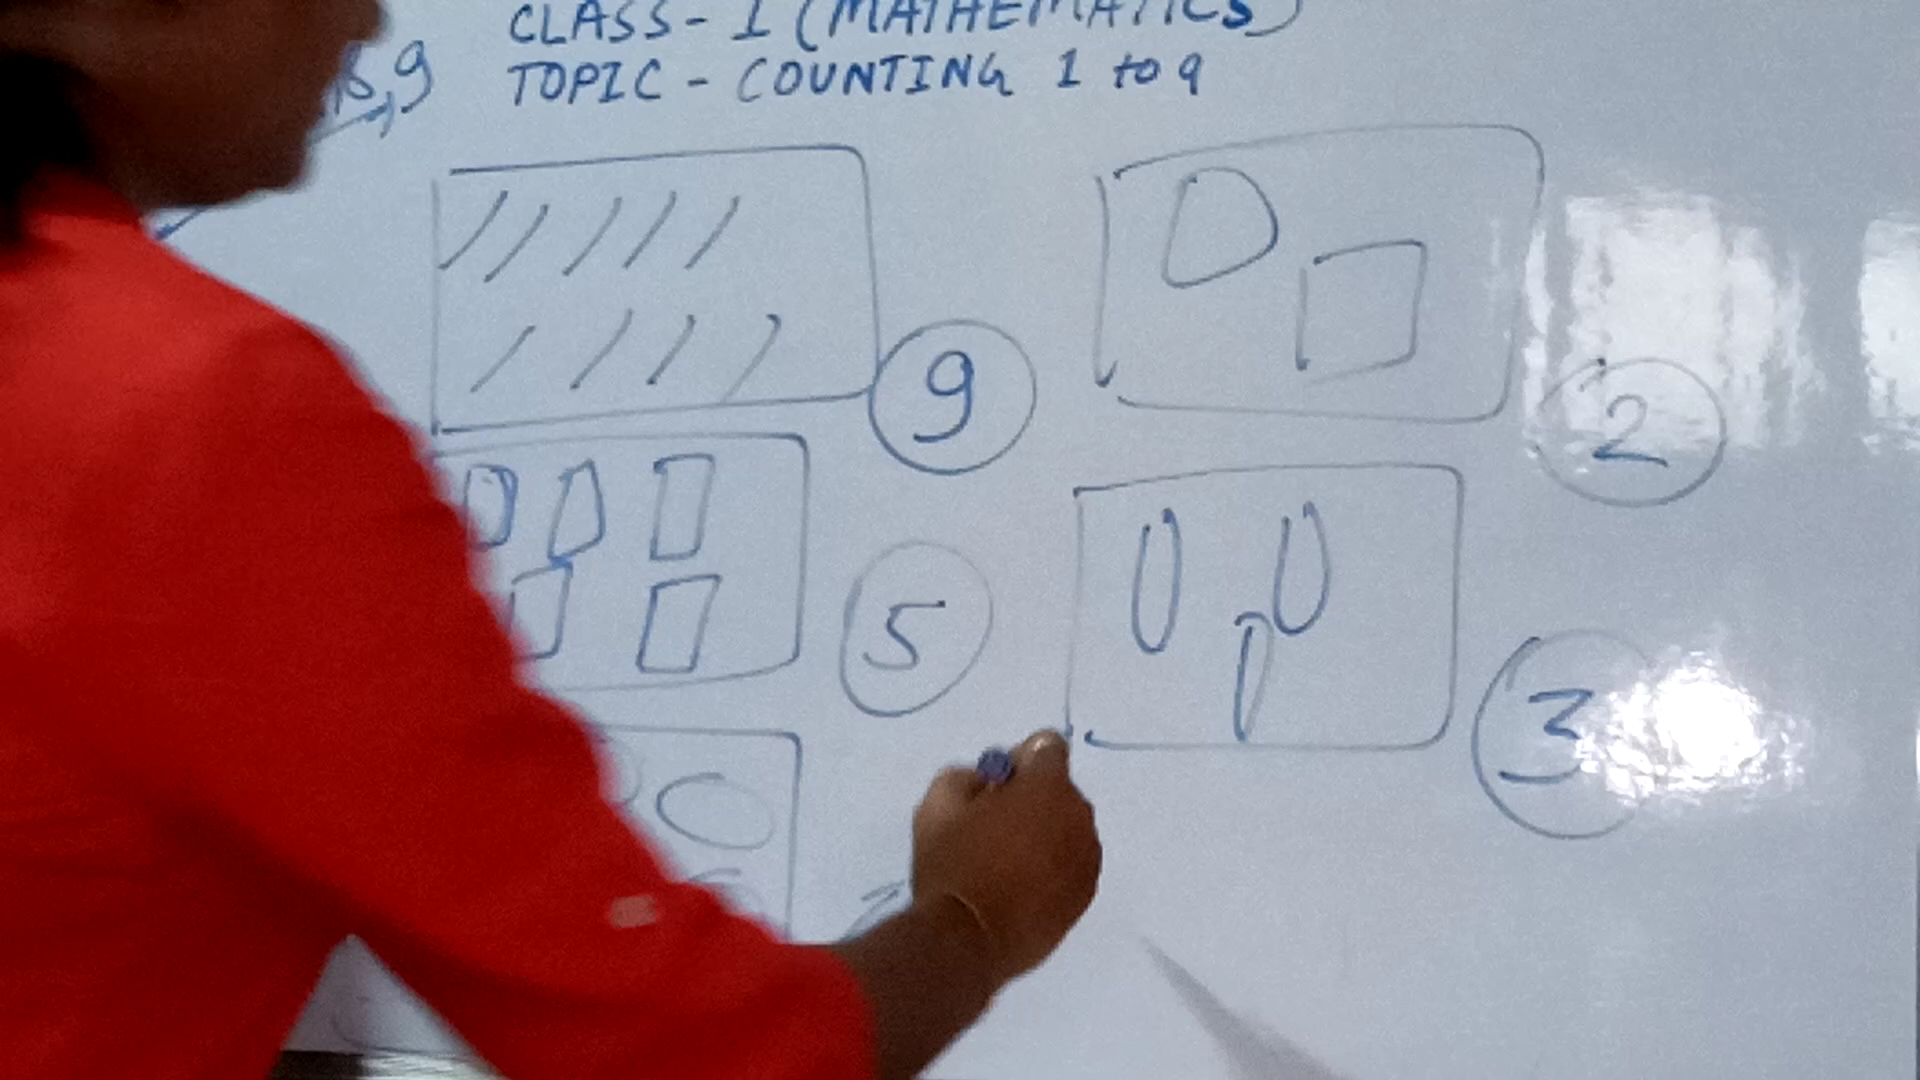 CLASS - I (MATHEMATICS)
8,9
TOPIC - COUNTING 1 to 9
9
2
5
3